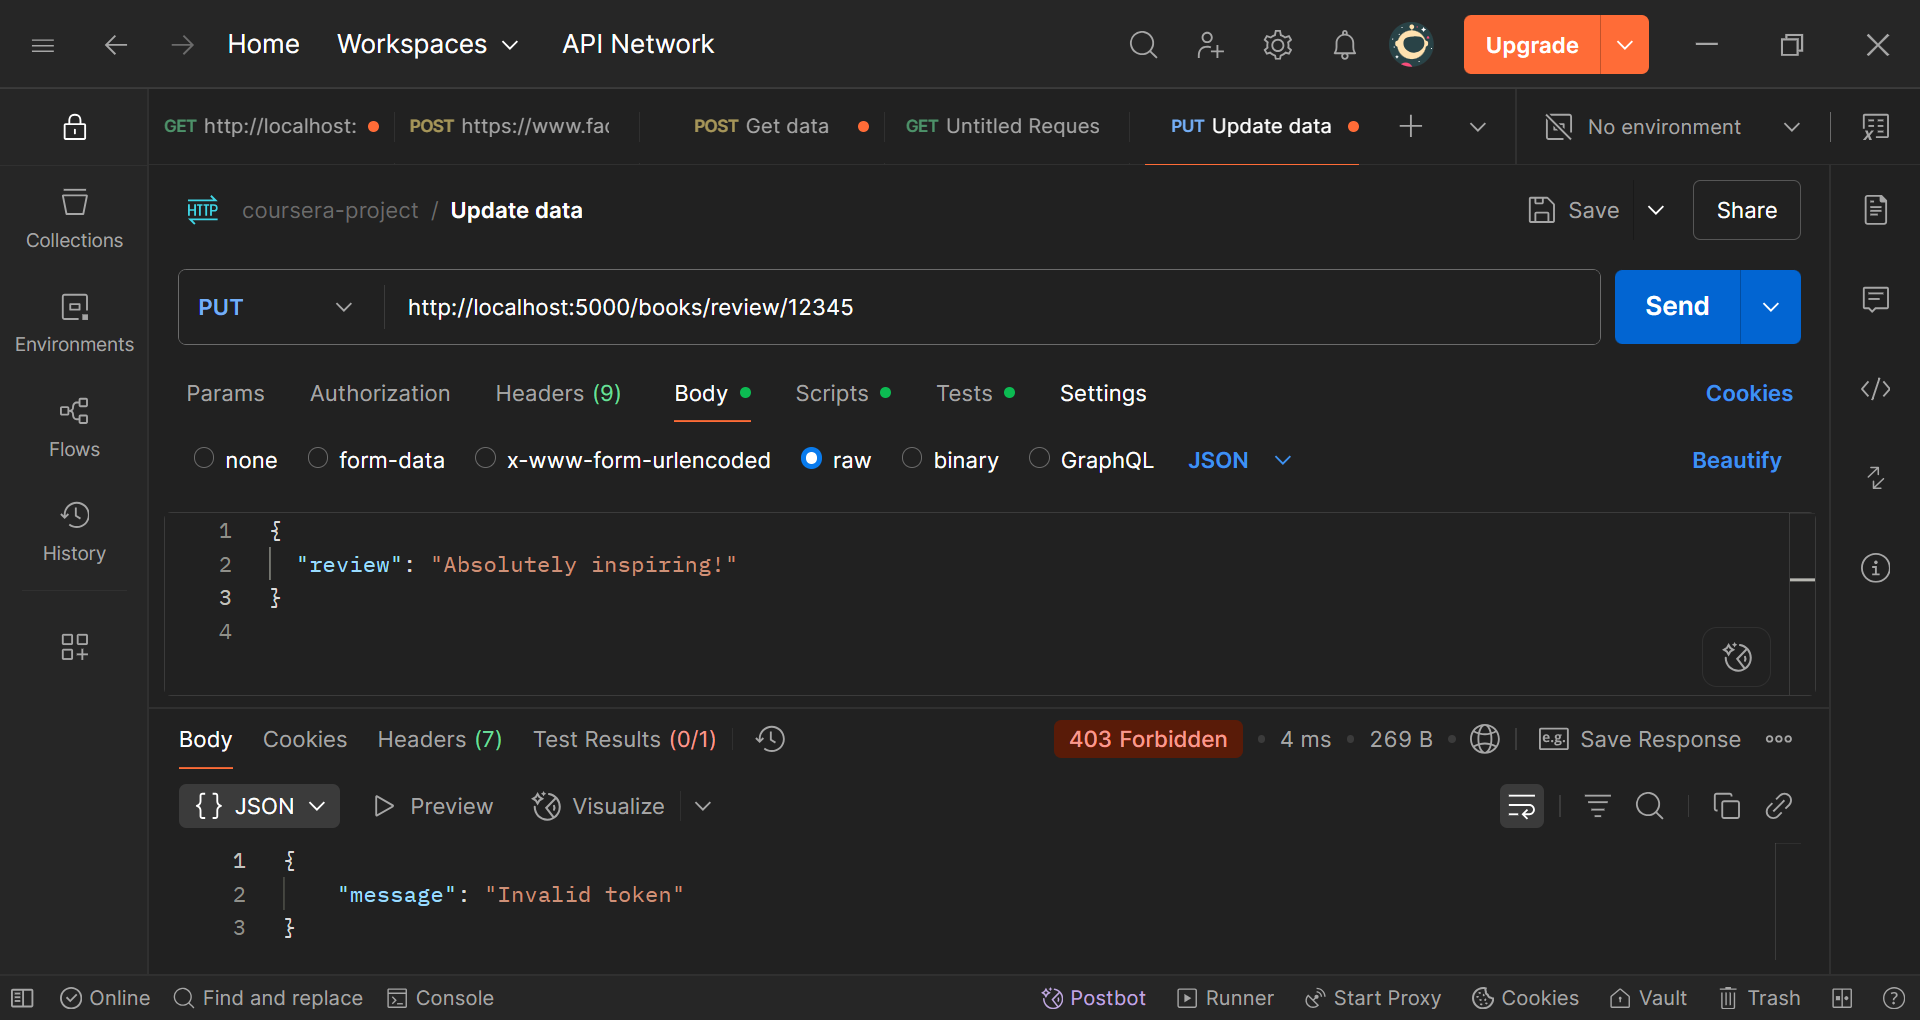 Home Workspaces API Network Upgrade
GET http://localhost: POST https://www.fac POST Get data GET Untitled Reques PUT Update data No environment
HTTP coursera-project / Update data Save Share
Collections
PUT http://localhost:5000/books/review/12345 Send
Environments
Params Authorization Headers (9) Body Scripts Tests Settings Cookies
Flows
none form-data x-www-form-urlencoded raw binary GraphQL JSON Beautify
History
1 {
2 "review": "Absolutely inspiring!"
3 }
4
Body Cookies Headers (7) Test Results (0/1) 403 Forbidden • 4 ms • 269 B • e.g. Save Response
{} JSON Preview Visualize
1 {
2 "message": "Invalid token"
3 }
Online Find and replace Console Postbot Runner Start Proxy Cookies Vault Trash